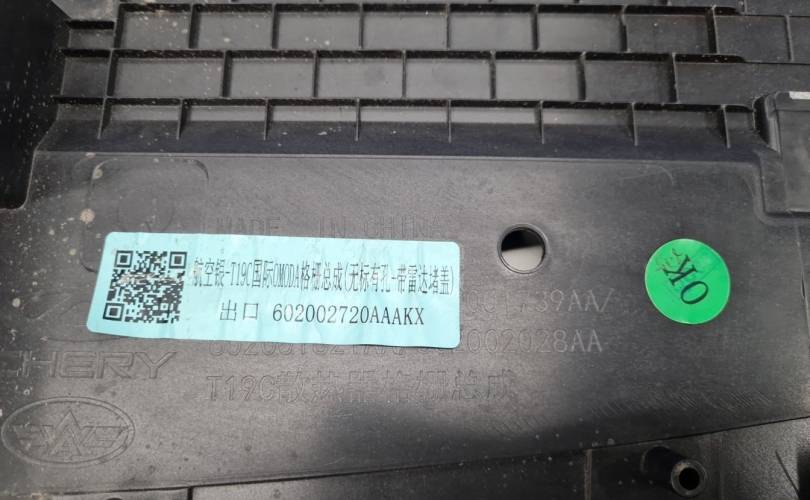 MADE IN CHINA
航空银-T19C国际OMODA格栅总成(无标有孔-带雷达堵盖)
出口 602002720AAAKX
OK
602002028AA
CHERY
T19C散热器格栅总成